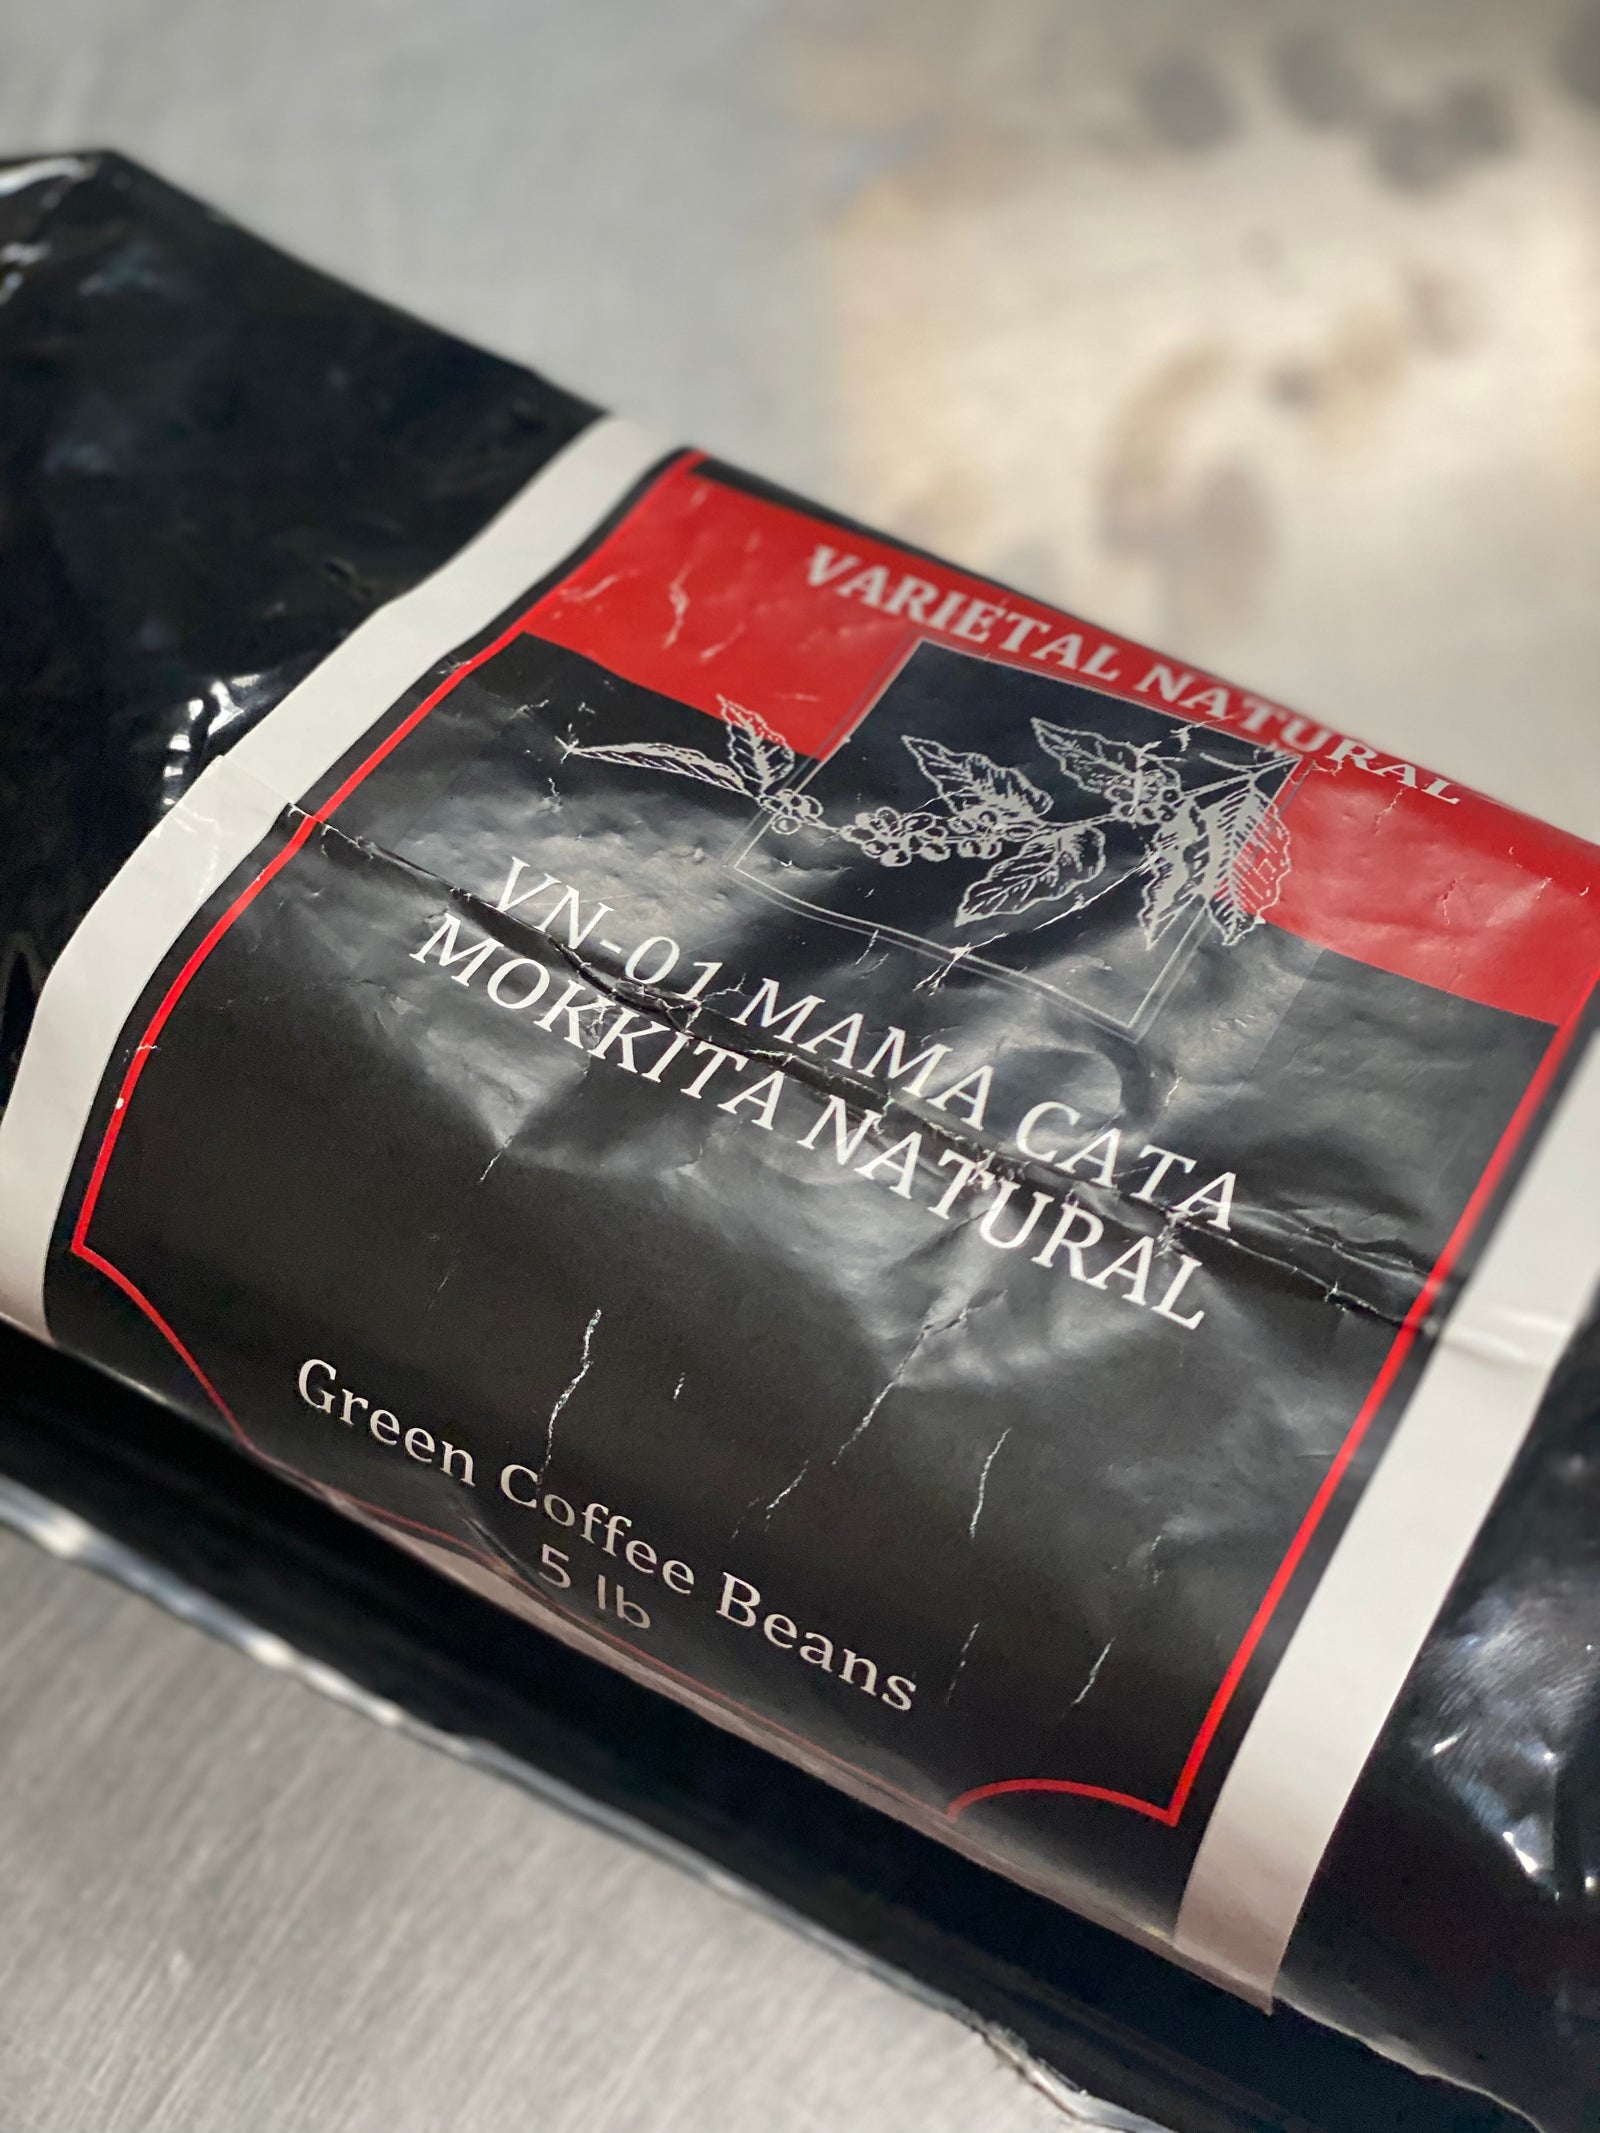 VARIETAL NATURAL
VN-01 MAMA CATA
MOKKITA NATURAL
Green Coffee Beans
5 lb